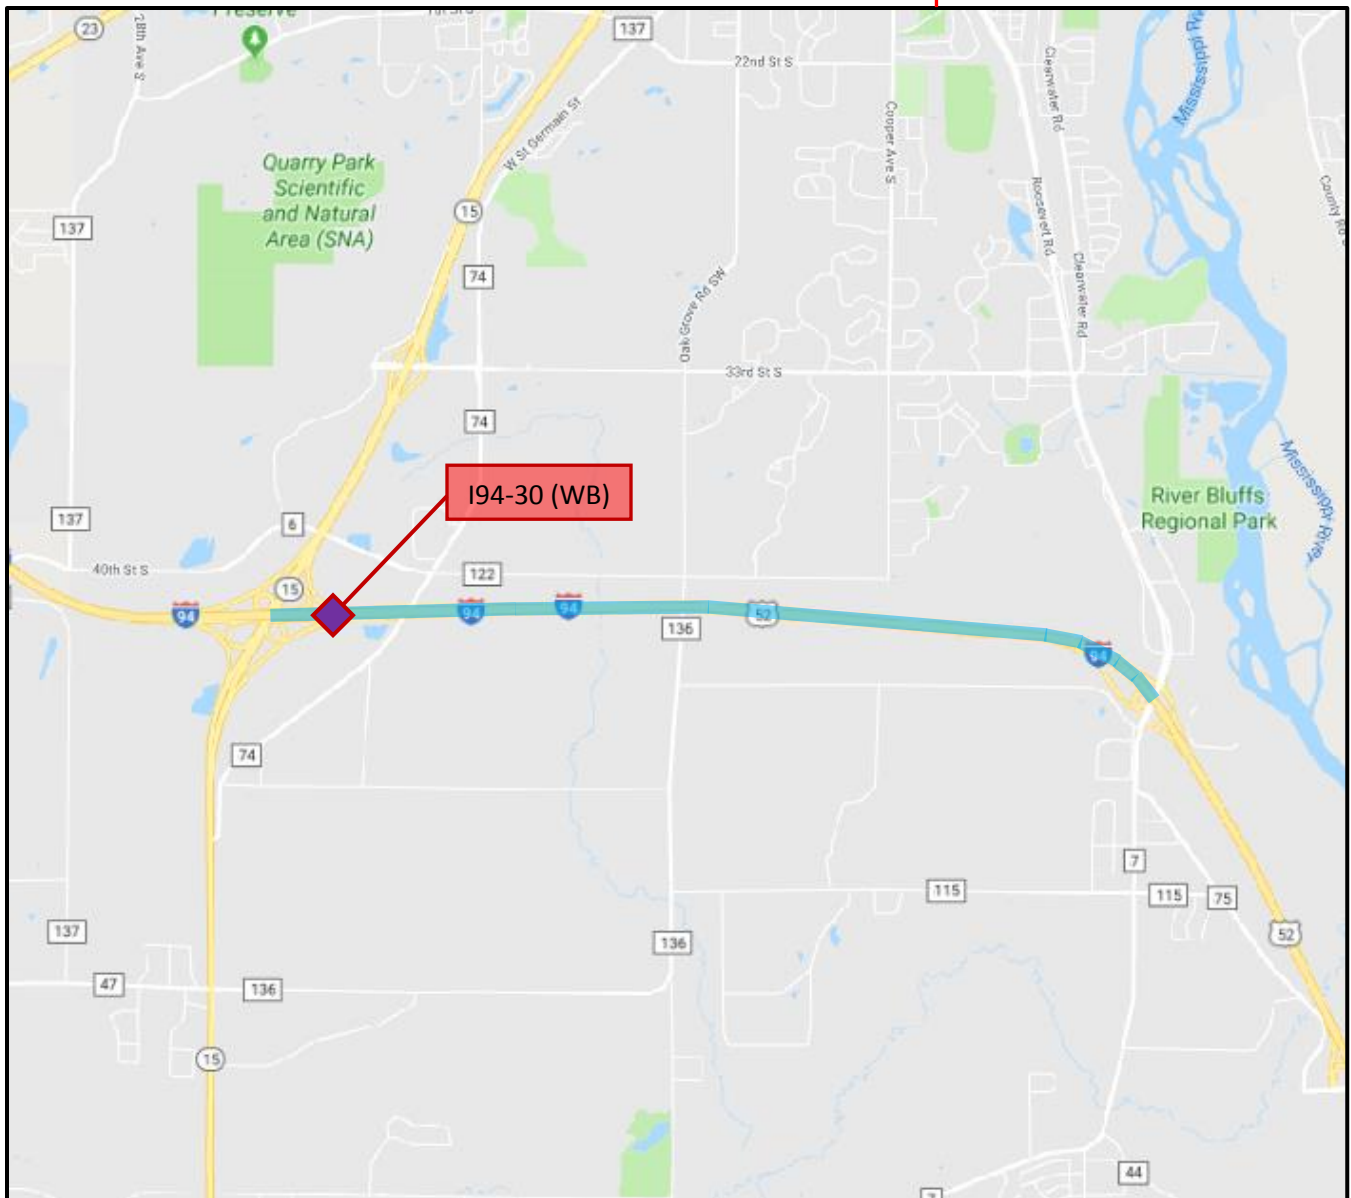 Preserve
23
28th Ave S
137
22nd St S
Clearwater Rd
Mississippi Ri
Cooper Ave S
W St Germain St
Quarry Park
Scientific
and Natural
Area (SNA)
15
137
74
Roosevelt Rd
County Rd
Clearwater Rd
Oak Grove Rd SW
33rd St S
74
I94-30 (WB)
River Bluffs
Regional Park
Mississippi River
137
6
40th St S
122
15
94
94
94
52
136
94
74
7
115
115
75
137
136
52
47
136
15
44